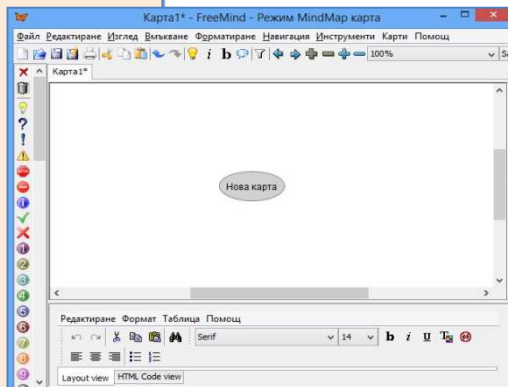 Карта1* - FreeMind - Режим MindMap карта
Файл Редактиране Изглед Вмъкване Форматиране Навигация Инструменти Карти Помощ
i b 100%
Карта1*
Нова карта
Редактиране Формат Таблица Помощ
Serif 14 b i u
Layout view HTML Code view